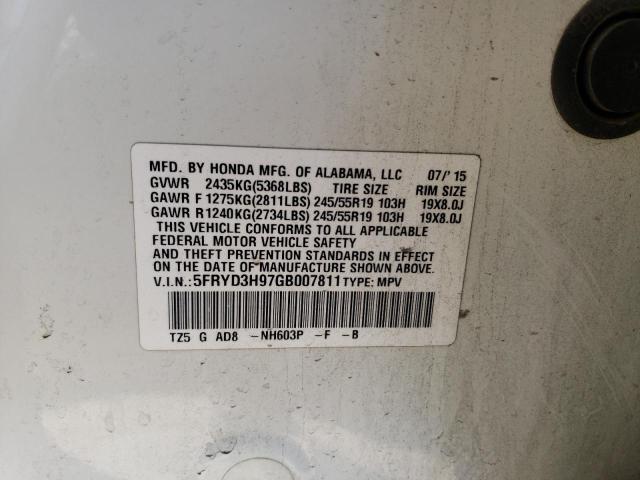 MFD. BY HONDA MFG. OF ALABAMA, LLC 07/'15
GVWR 2435KG(5368LBS) TIRE SIZE RIM SIZE
GAWR F 1275KG(2811LBS) 245/55R19 103H 19X8.0J
GAWR R1240KG(2734LBS) 245/55R19 103H 19X8.0J
THIS VEHICLE CONFORMS TO ALL APPLICABLE
FEDERAL MOTOR VEHICLE SAFETY
AND THEFT PREVENTION STANDARDS IN EFFECT
ON THE DATE OF MANUFACTURE SHOWN ABOVE.
V.I.N.:5FRYD3H97GB007811 TYPE: MPV
TZ5 G AD8 -NH603P -F -B